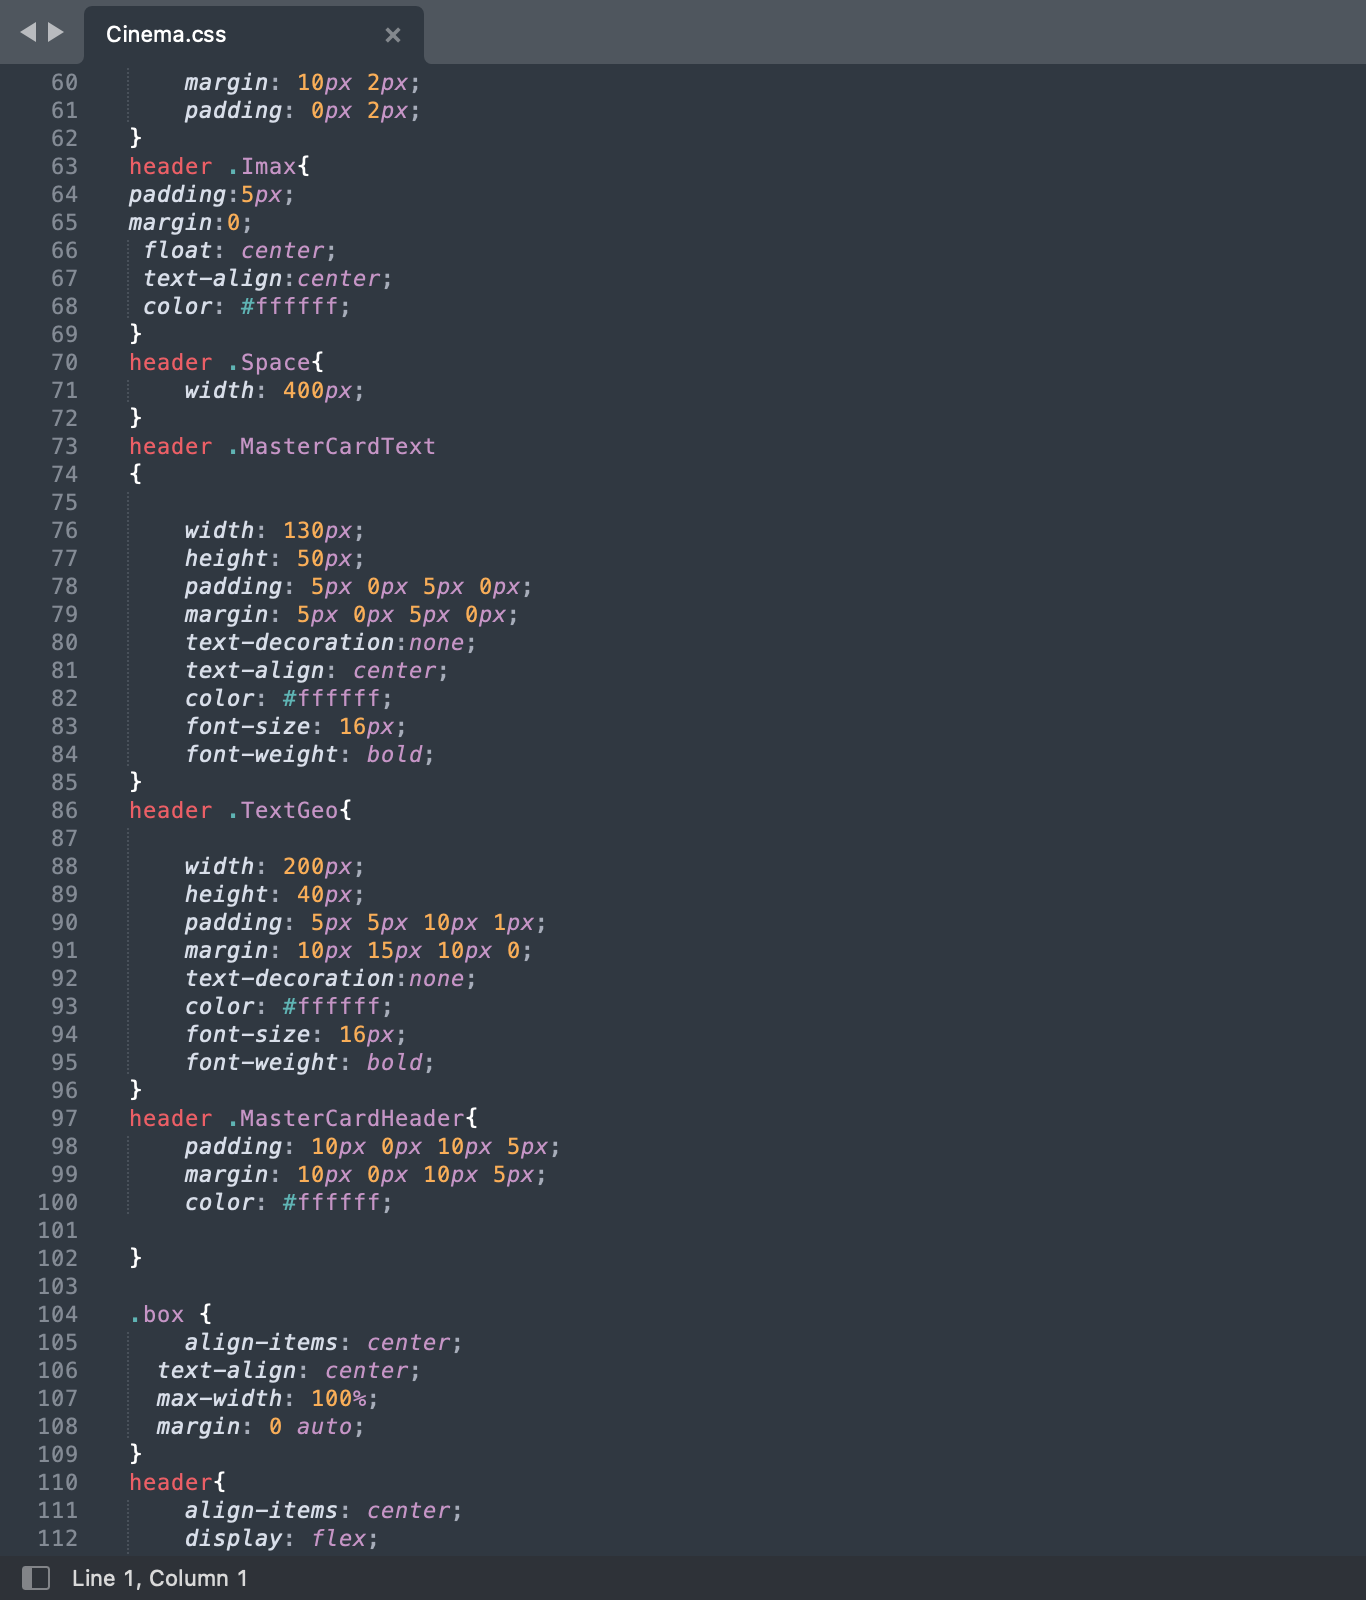 Cinema.css ×
60 margin: 10px 2px;
61 padding: 0px 2px;
62 }
63 header .Imax{
64 padding:5px;
65 margin:0;
66 float: center;
67 text-align:center;
68 color: #ffffff;
69 }
70 header .Space{
71 width: 400px;
72 }
73 header .MasterCardText
74 {
75
76 width: 130px;
77 height: 50px;
78 padding: 5px 0px 5px 0px;
79 margin: 5px 0px 5px 0px;
80 text-decoration:none;
81 text-align: center;
82 color: #ffffff;
83 font-size: 16px;
84 font-weight: bold;
85 }
86 header .TextGeo{
87
88 width: 200px;
89 height: 40px;
90 padding: 5px 5px 10px 1px;
91 margin: 10px 15px 10px 0;
92 text-decoration:none;
93 color: #ffffff;
94 font-size: 16px;
95 font-weight: bold;
96 }
97 header .MasterCardHeader{
98 padding: 10px 0px 10px 5px;
99 margin: 10px 0px 10px 5px;
100 color: #ffffff;
101
102 }
103
104 .box {
105 align-items: center;
106 text-align: center;
107 max-width: 100%;
108 margin: 0 auto;
109 }
110 header{
111 align-items: center;
112 display: flex;
Line 1, Column 1